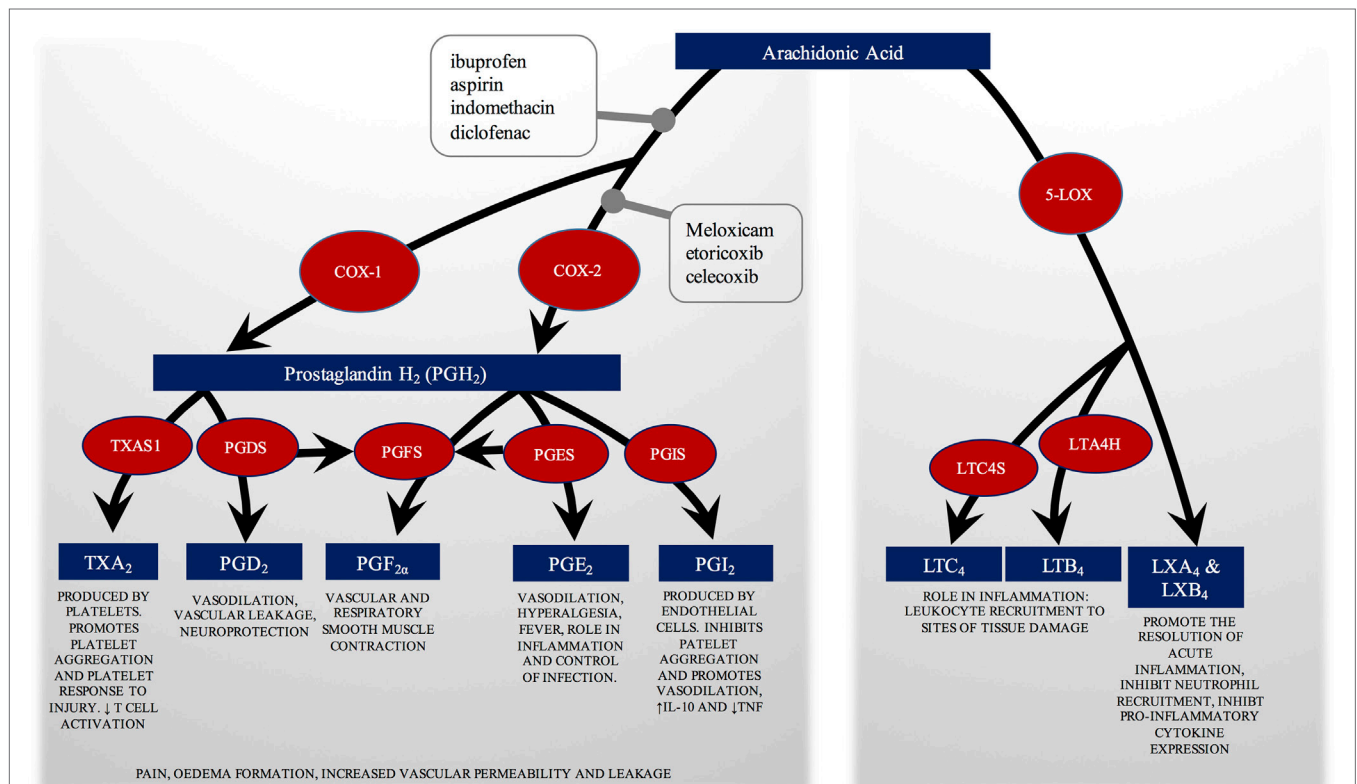 Arachidonic Acid
ibuprofen
aspirin
indomethacin
diclofenac
5-LOX
Meloxicam
etoricoxib
celecoxib
COX-1
COX-2
Prostaglandin H₂ (PGH₂)
TXAS1
PGDS
PGFS
PGES
PGIS
LTC4S
LTA4H
TXA₂
PRODUCED BY
PLATELETS.
PROMOTES
PLATELET
AGGREGATION
AND PLATELET
RESPONSE TO
INJURY. ↓ T CELL
ACTIVATION
PGD₂
VASODILATION,
VASCULAR LEAKAGE,
NEUROPROTECTION
PGF₂α
VASCULAR AND
RESPIRATORY
SMOOTH MUSCLE
CONTRACTION
PGE₂
VASODILATION,
HYPERALGESIA,
FEVER, ROLE IN
INFLAMMATION
AND CONTROL
OF INFECTION.
PGI₂
PRODUCED BY
ENDOTHELIAL
CELLS. INHIBITS
PATELET
AGGREGATION
AND PROMOTES
VASODILATION,
↑IL-10 AND ↓TNF
LTC₄
LTB₄
ROLE IN INFLAMMATION:
LEUKOCYTE RECRUITMENT TO
SITES OF TISSUE DAMAGE
LXA₄ &
LXB₄
PROMOTE THE
RESOLUTION OF
ACUTE
INFLAMMATION,
INHIBIT NEUTROPHIL
RECRUITMENT, INHIBT
PRO-INFLAMMATORY
CYTOKINE
EXPRESSION
PAIN, OEDEMA FORMATION, INCREASED VASCULAR PERMEABILITY AND LEAKAGE